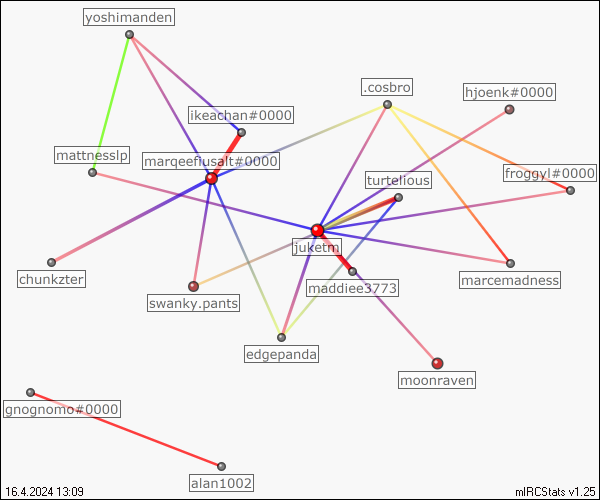 yoshimanden
.cosbro
hjoenk#0000
ikeachan#0000
mattnesslp
marqeefiusalt#0000
froggyl#0000
turtelious
juketm
chunkzter
marcemadness
maddiee3773
swanky.pants
edgepanda
moonraven
gnognomo#0000
alan1002
16.4.2024 13:09
mIRCStats v1.25